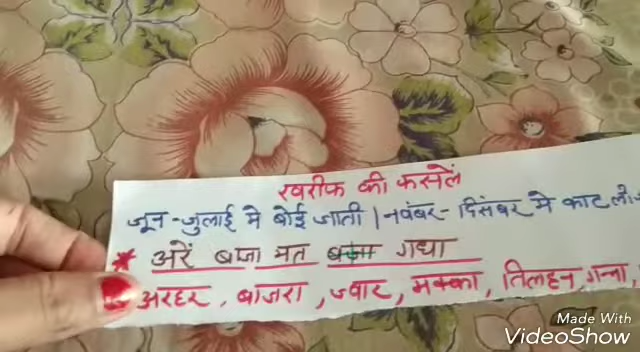 खरीफ की फसलें
जून-जुलाई मे बोई जाती | नवंबर-दिसंबर मे काट ली
* अरें बाजा मत बजा गधा
अरहर, बाजरा, ज्वार, मक्का, तिलहन, गन्ना,
Made With
VideoShow